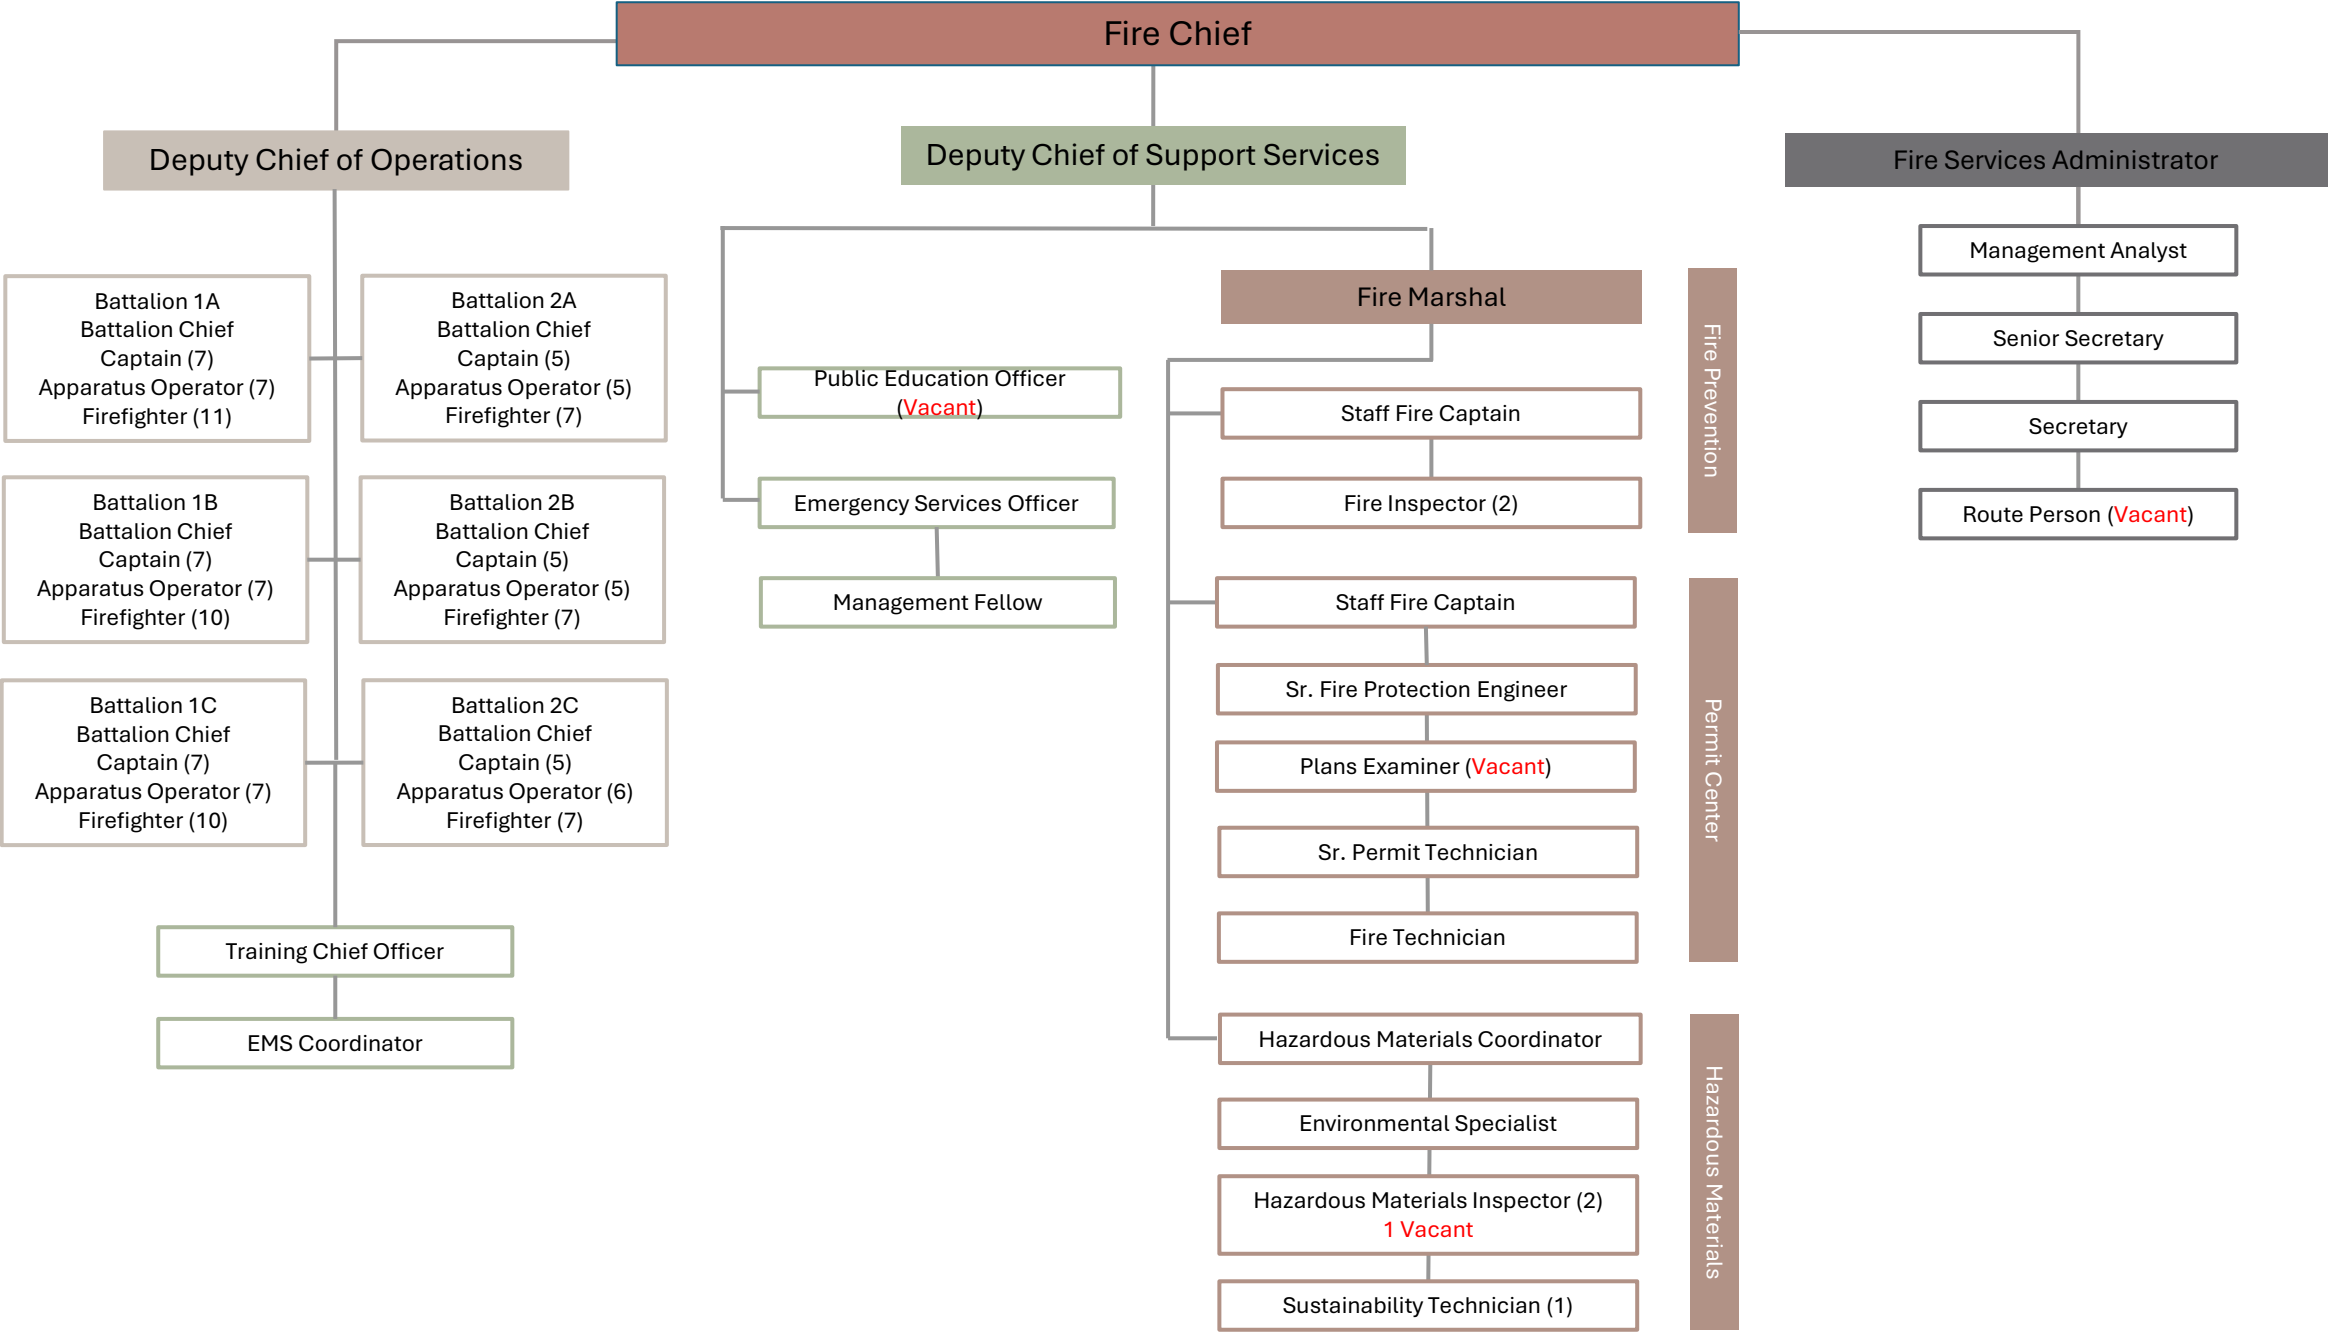 Fire Chief
Deputy Chief of Operations
Battalion 1A
Battalion Chief
Captain (7)
Apparatus Operator (7)
Firefighter (11)
Battalion 2A
Battalion Chief
Captain (5)
Apparatus Operator (5)
Firefighter (7)
Battalion 1B
Battalion Chief
Captain (7)
Apparatus Operator (7)
Firefighter (10)
Battalion 2B
Battalion Chief
Captain (5)
Apparatus Operator (5)
Firefighter (7)
Battalion 1C
Battalion Chief
Captain (7)
Apparatus Operator (7)
Firefighter (10)
Battalion 2C
Battalion Chief
Captain (5)
Apparatus Operator (6)
Firefighter (7)
Training Chief Officer
EMS Coordinator
Deputy Chief of Support Services
Public Education Officer
(Vacant)
Emergency Services Officer
Management Fellow
Fire Marshal
Fire Prevention
Staff Fire Captain
Fire Inspector (2)
Permit Center
Staff Fire Captain
Sr. Fire Protection Engineer
Plans Examiner (Vacant)
Sr. Permit Technician
Fire Technician
Hazardous Materials
Hazardous Materials Coordinator
Environmental Specialist
Hazardous Materials Inspector (2)
1 Vacant
Sustainability Technician (1)
Fire Services Administrator
Management Analyst
Senior Secretary
Secretary
Route Person (Vacant)